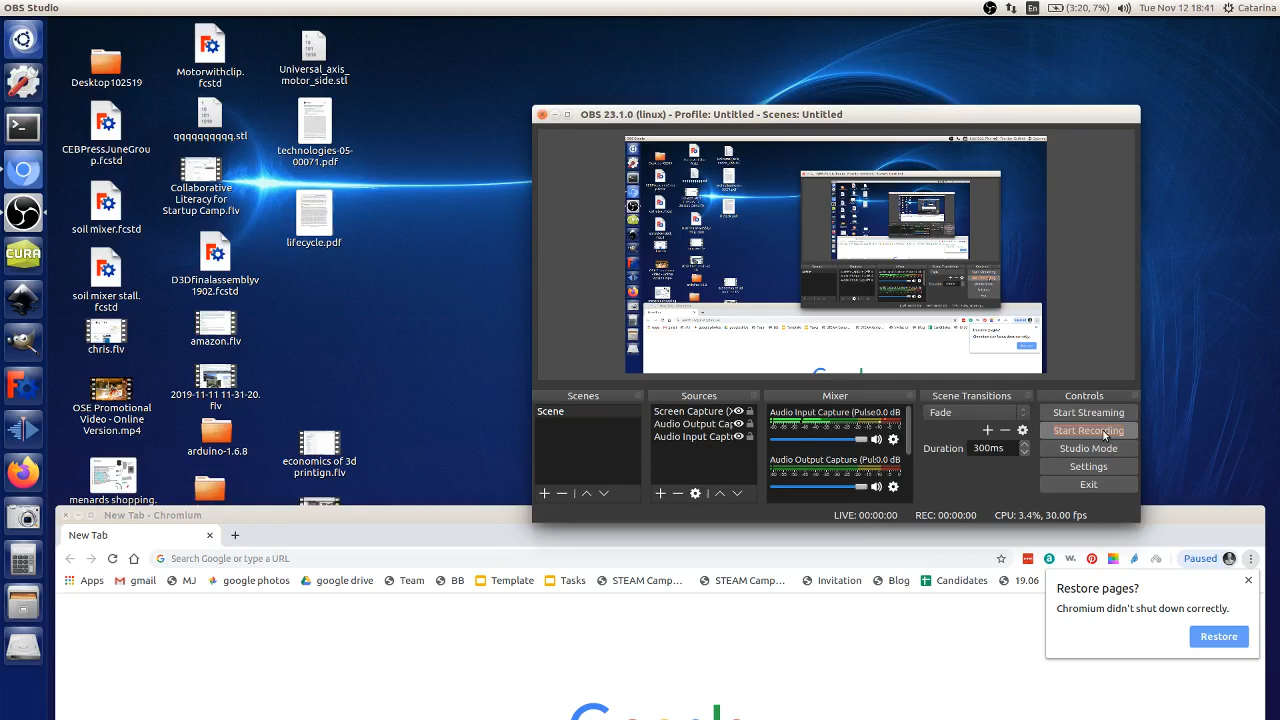 OBS Studio
En
(3:20, 7%)
Tue Nov 12 18:41
Catarina
Desktop102519
Motorwithclip.
fcstd
Universal_axis_
motor_side.stl
CEBPressJuneGrou
p.fcstd
qqqqqqqq.stl
technologies-05-
00071.pdf
soil mixer.fcstd
Collaborative
Literacy for
Startup Camp.flv
lifecycle.pdf
soil mixer stall.
fcstd
D3Dfinalassemblyv
1902.fcstd
chris.flv
amazon.flv
OSE Promotional
Video - Online
Version.mp4
2019-11-11 11-31-20.
flv
arduino-1.6.8
economics of 3d
printign.flv
menards shopping.
CURA
OBS 23.1.0 (linux) - Profile: Untitled - Scenes: Untitled
Scenes
Sources
Mixer
Scene Transitions
Controls
Scene
Screen Capture (X
Audio Output Capt
Audio Input Captu
Audio Input Capture (Pulse
0.0 dB
Audio Output Capture (Pul
0.0 dB
Fade
Duration
300ms
Start Streaming
Start Recording
Studio Mode
Settings
Exit
LIVE: 00:00:00
REC: 00:00:00
CPU: 3.4%, 30.00 fps
New Tab - Chromium
New Tab
Search Google or type a URL
Paused
Apps
gmail
MJ
google photos
google drive
Team
BB
Template
Tasks
STEAM Camp...
STEAM Camp...
Invitation
Blog
Candidates
19.06
Restore pages?
Chromium didn't shut down correctly.
Restore
Google